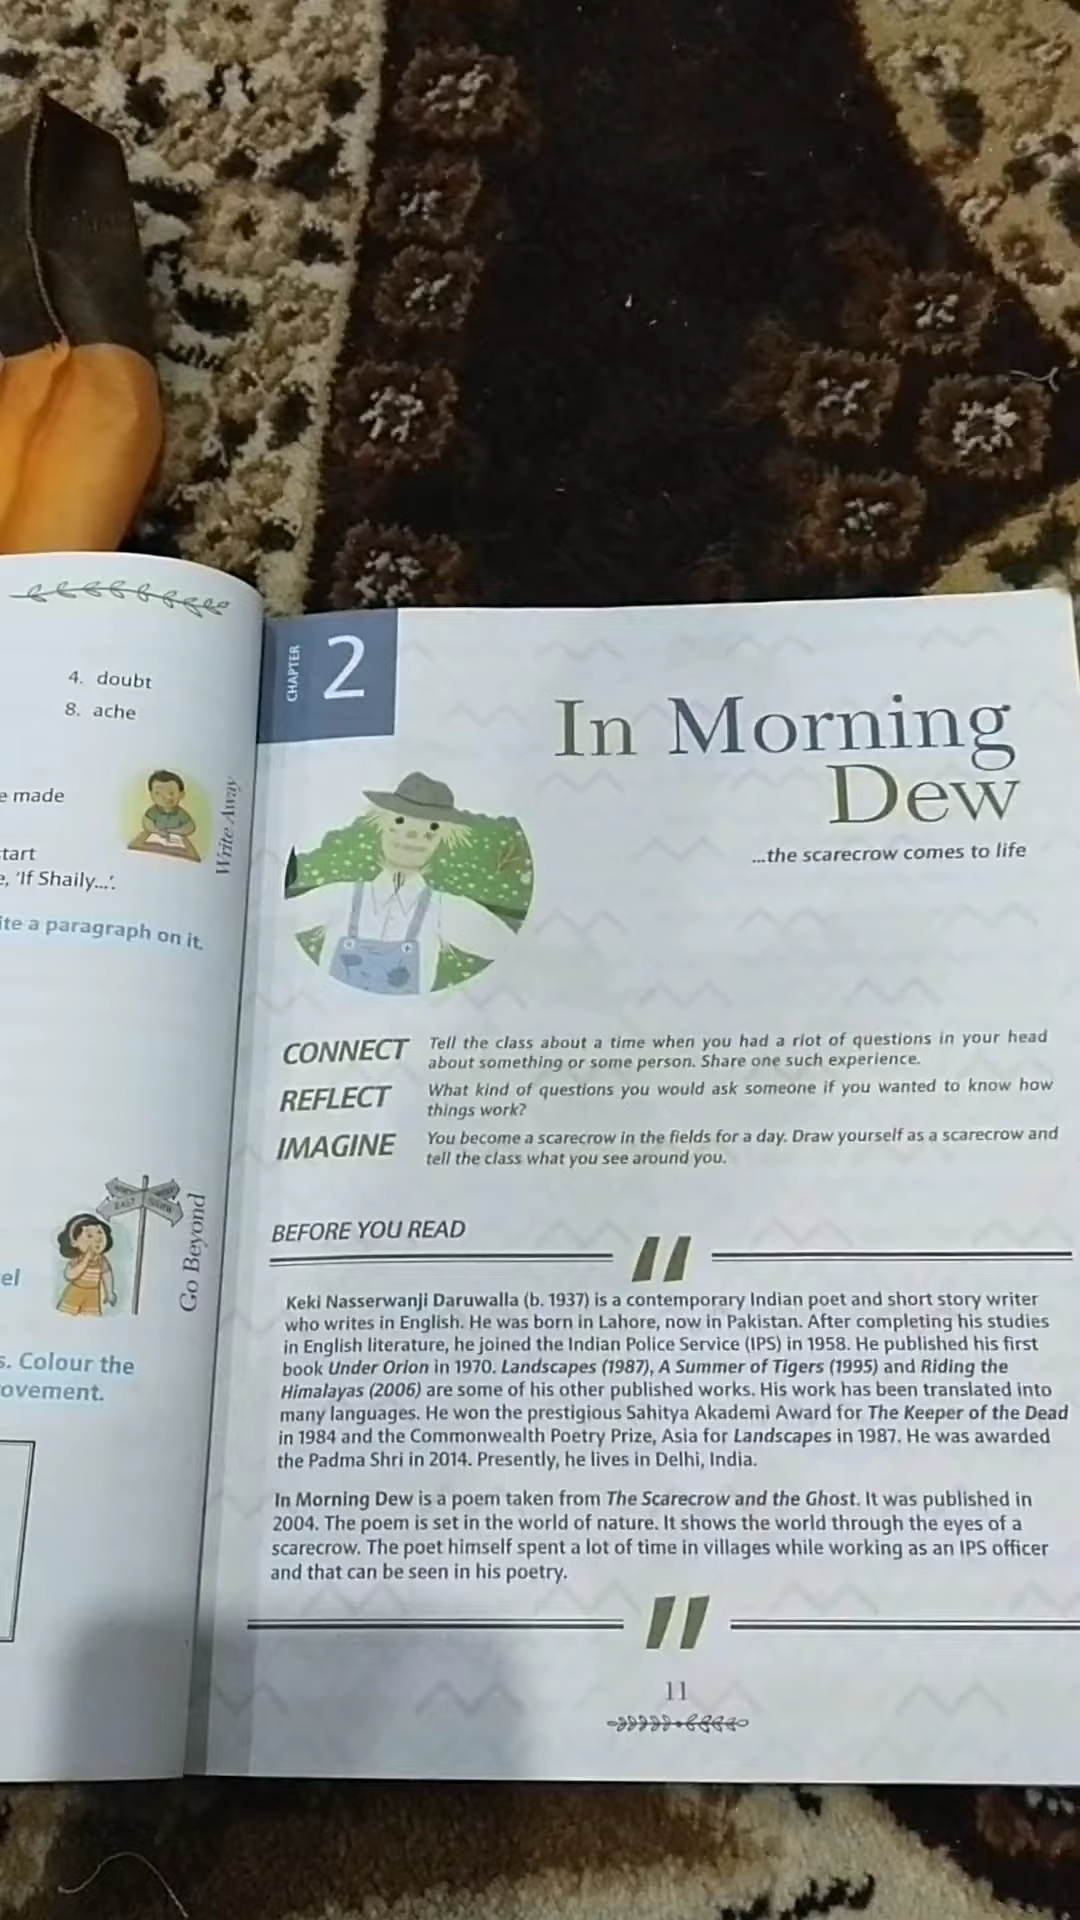 4. doubt
8. ache
e made
tart
e, 'If Shaily...'.
ite a paragraph on it.
Write Away
EAST
Go Beyond
el
s. Colour the
ovement.
CHAPTER
2
In Morning
Dew
...the scarecrow comes to life
CONNECT Tell the class about a time when you had a riot of questions in your head
about something or some person. Share one such experience.
REFLECT What kind of questions you would ask someone if you wanted to know how
things work?
IMAGINE You become a scarecrow in the fields for a day. Draw yourself as a scarecrow and
tell the class what you see around you.
BEFORE YOU READ
Keki Nasserwanji Daruwalla (b. 1937) is a contemporary Indian poet and short story writer
who writes in English. He was born in Lahore, now in Pakistan. After completing his studies
in English literature, he joined the Indian Police Service (IPS) in 1958. He published his first
book Under Orion in 1970. Landscapes (1987), A Summer of Tigers (1995) and Riding the
Himalayas (2006) are some of his other published works. His work has been translated into
many languages. He won the prestigious Sahitya Akademi Award for The Keeper of the Dead
in 1984 and the Commonwealth Poetry Prize, Asia for Landscapes in 1987. He was awarded
the Padma Shri in 2014. Presently, he lives in Delhi, India.
In Morning Dew is a poem taken from The Scarecrow and the Ghost. It was published in
2004. The poem is set in the world of nature. It shows the world through the eyes of a
scarecrow. The poet himself spent a lot of time in villages while working as an IPS officer
and that can be seen in his poetry.
11